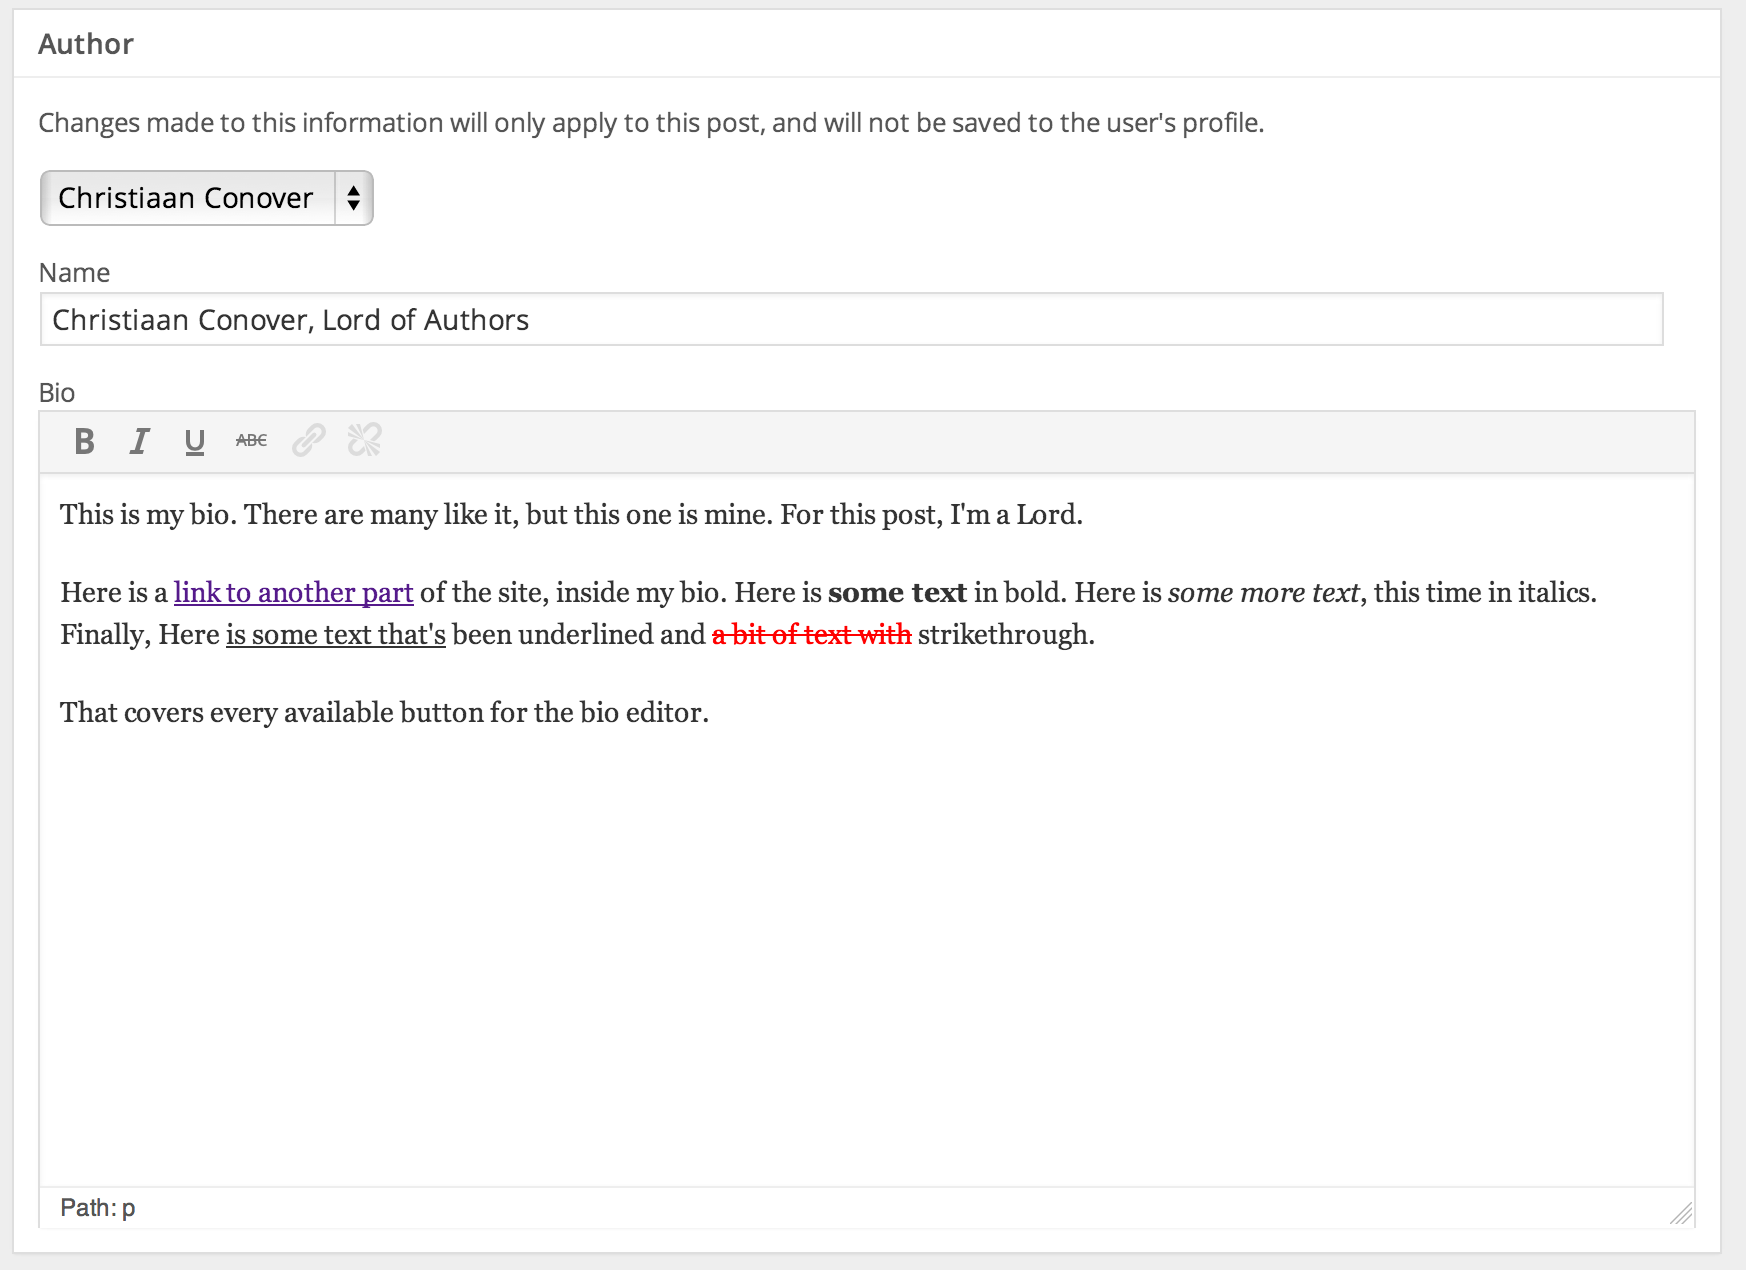 Author
Changes made to this information will only apply to this post, and will not be saved to the user's profile.
Christiaan Conover
Name
Christiaan Conover, Lord of Authors
Bio
B I U ABC
This is my bio. There are many like it, but this one is mine. For this post, I'm a Lord.
Here is a link to another part of the site, inside my bio. Here is some text in bold. Here is some more text, this time in italics.
Finally, Here is some text that's been underlined and a bit of text with strikethrough.
That covers every available button for the bio editor.
Path: p